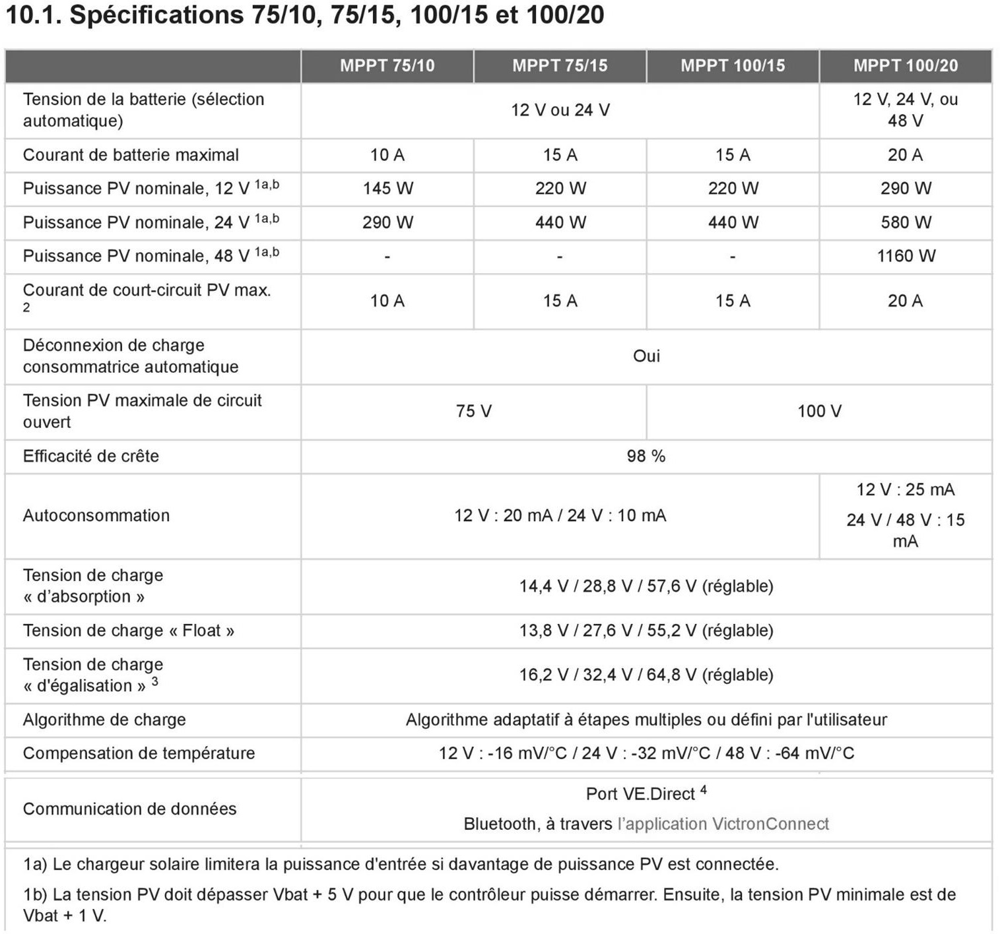 10.1. Spécifications 75/10, 75/15, 100/15 et 100/20
MPPT 75/10 MPPT 75/15 MPPT 100/15 MPPT 100/20
Tension de la batterie (sélection
automatique)
12 V ou 24 V
12 V, 24 V, ou
48 V
Courant de batterie maximal 10 A 15 A 15 A 20 A
Puissance PV nominale, 12 V 1a,b 145 W 220 W 220 W 290 W
Puissance PV nominale, 24 V 1a,b 290 W 440 W 440 W 580 W
Puissance PV nominale, 48 V 1a,b - - - 1160 W
Courant de court-circuit PV max.
2
10 A 15 A 15 A 20 A
Déconnexion de charge
consommatrice automatique
Oui
Tension PV maximale de circuit
ouvert
75 V 100 V
Efficacité de crête 98 %
Autoconsommation 12 V : 20 mA / 24 V : 10 mA
12 V : 25 mA
24 V / 48 V : 15
mA
Tension de charge
« d’absorption »
14,4 V / 28,8 V / 57,6 V (réglable)
Tension de charge « Float » 13,8 V / 27,6 V / 55,2 V (réglable)
Tension de charge
« d'égalisation » 3
16,2 V / 32,4 V / 64,8 V (réglable)
Algorithme de charge Algorithme adaptatif à étapes multiples ou défini par l'utilisateur
Compensation de température 12 V : -16 mV/°C / 24 V : -32 mV/°C / 48 V : -64 mV/°C
Communication de données
Port VE.Direct 4
Bluetooth, à travers l’application VictronConnect
1a) Le chargeur solaire limitera la puissance d'entrée si davantage de puissance PV est connectée.
1b) La tension PV doit dépasser Vbat + 5 V pour que le contrôleur puisse démarrer. Ensuite, la tension PV minimale est de
Vbat + 1 V.